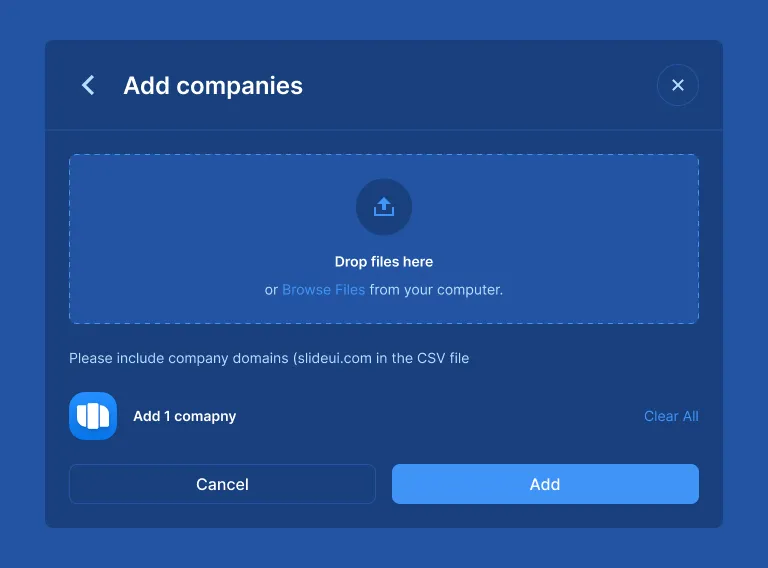 Add companies
Drop files here
or Browse Files from your computer.
Please include company domains (slideui.com in the CSV file
Add 1 comapny
Clear All
Cancel
Add